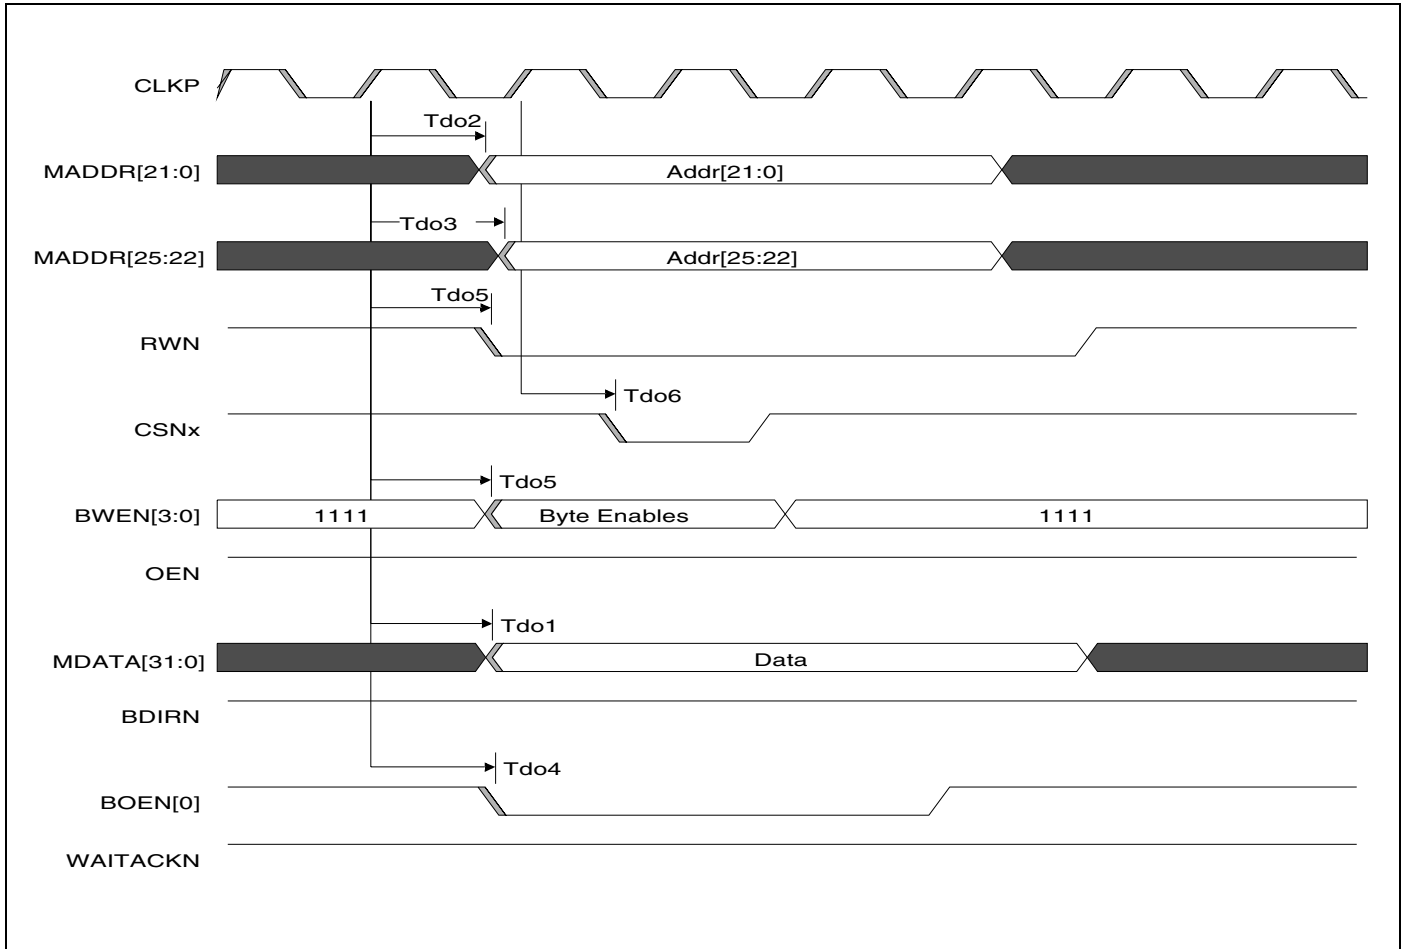 CLKP
Tdo2
MADDR[21:0] Addr[21:0]
Tdo3
MADDR[25:22] Addr[25:22]
Tdo5
RWN
Tdo6
CSNx
Tdo5
BWEN[3:0] 1111 Byte Enables 1111
OEN
Tdo1
MDATA[31:0] Data
BDIRN
Tdo4
BOEN[0]
WAITACKN